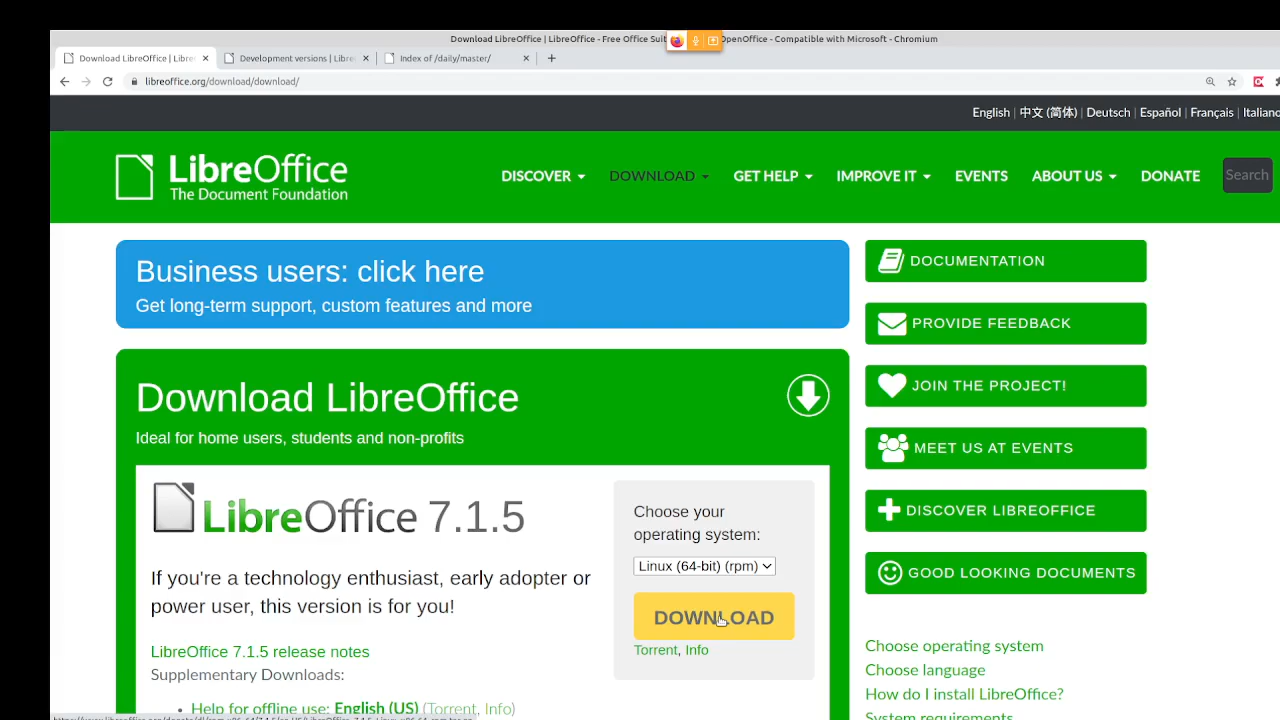 Download LibreOffice | LibreOffice - Free Office Suit OpenOffice - Compatible with Microsoft - Chromium
Download LibreOffice | Libre Development versions | Libre Index of /daily/master/
libreoffice.org/download/download/
English | 中文 (简体) | Deutsch | Español | Français | Italiano
LibreOffice
The Document Foundation
DISCOVER DOWNLOAD GET HELP IMPROVE IT EVENTS ABOUT US DONATE Search
Business users: click here
Get long-term support, custom features and more
Download LibreOffice
Ideal for home users, students and non-profits
LibreOffice 7.1.5
If you're a technology enthusiast, early adopter or
power user, this version is for you!
LibreOffice 7.1.5 release notes
Supplementary Downloads:
• Help for offline use: English (US) (Torrent, Info)
Choose your
operating system:
Linux (64-bit) (rpm)
DOWNLOAD
Torrent, Info
DOCUMENTATION
PROVIDE FEEDBACK
JOIN THE PROJECT!
MEET US AT EVENTS
DISCOVER LIBREOFFICE
GOOD LOOKING DOCUMENTS
Choose operating system
Choose language
How do I install LibreOffice?
System requirements